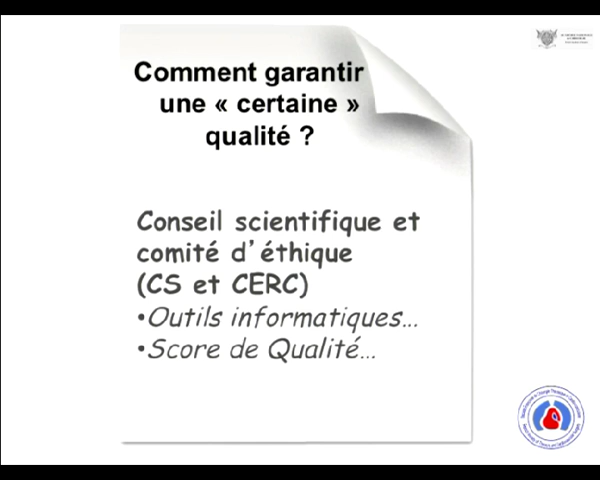 Comment garantir
une « certaine »
qualité ?
Conseil scientifique et
comité d'éthique
(CS et CERC)
•Outils informatiques...
•Score de Qualité...